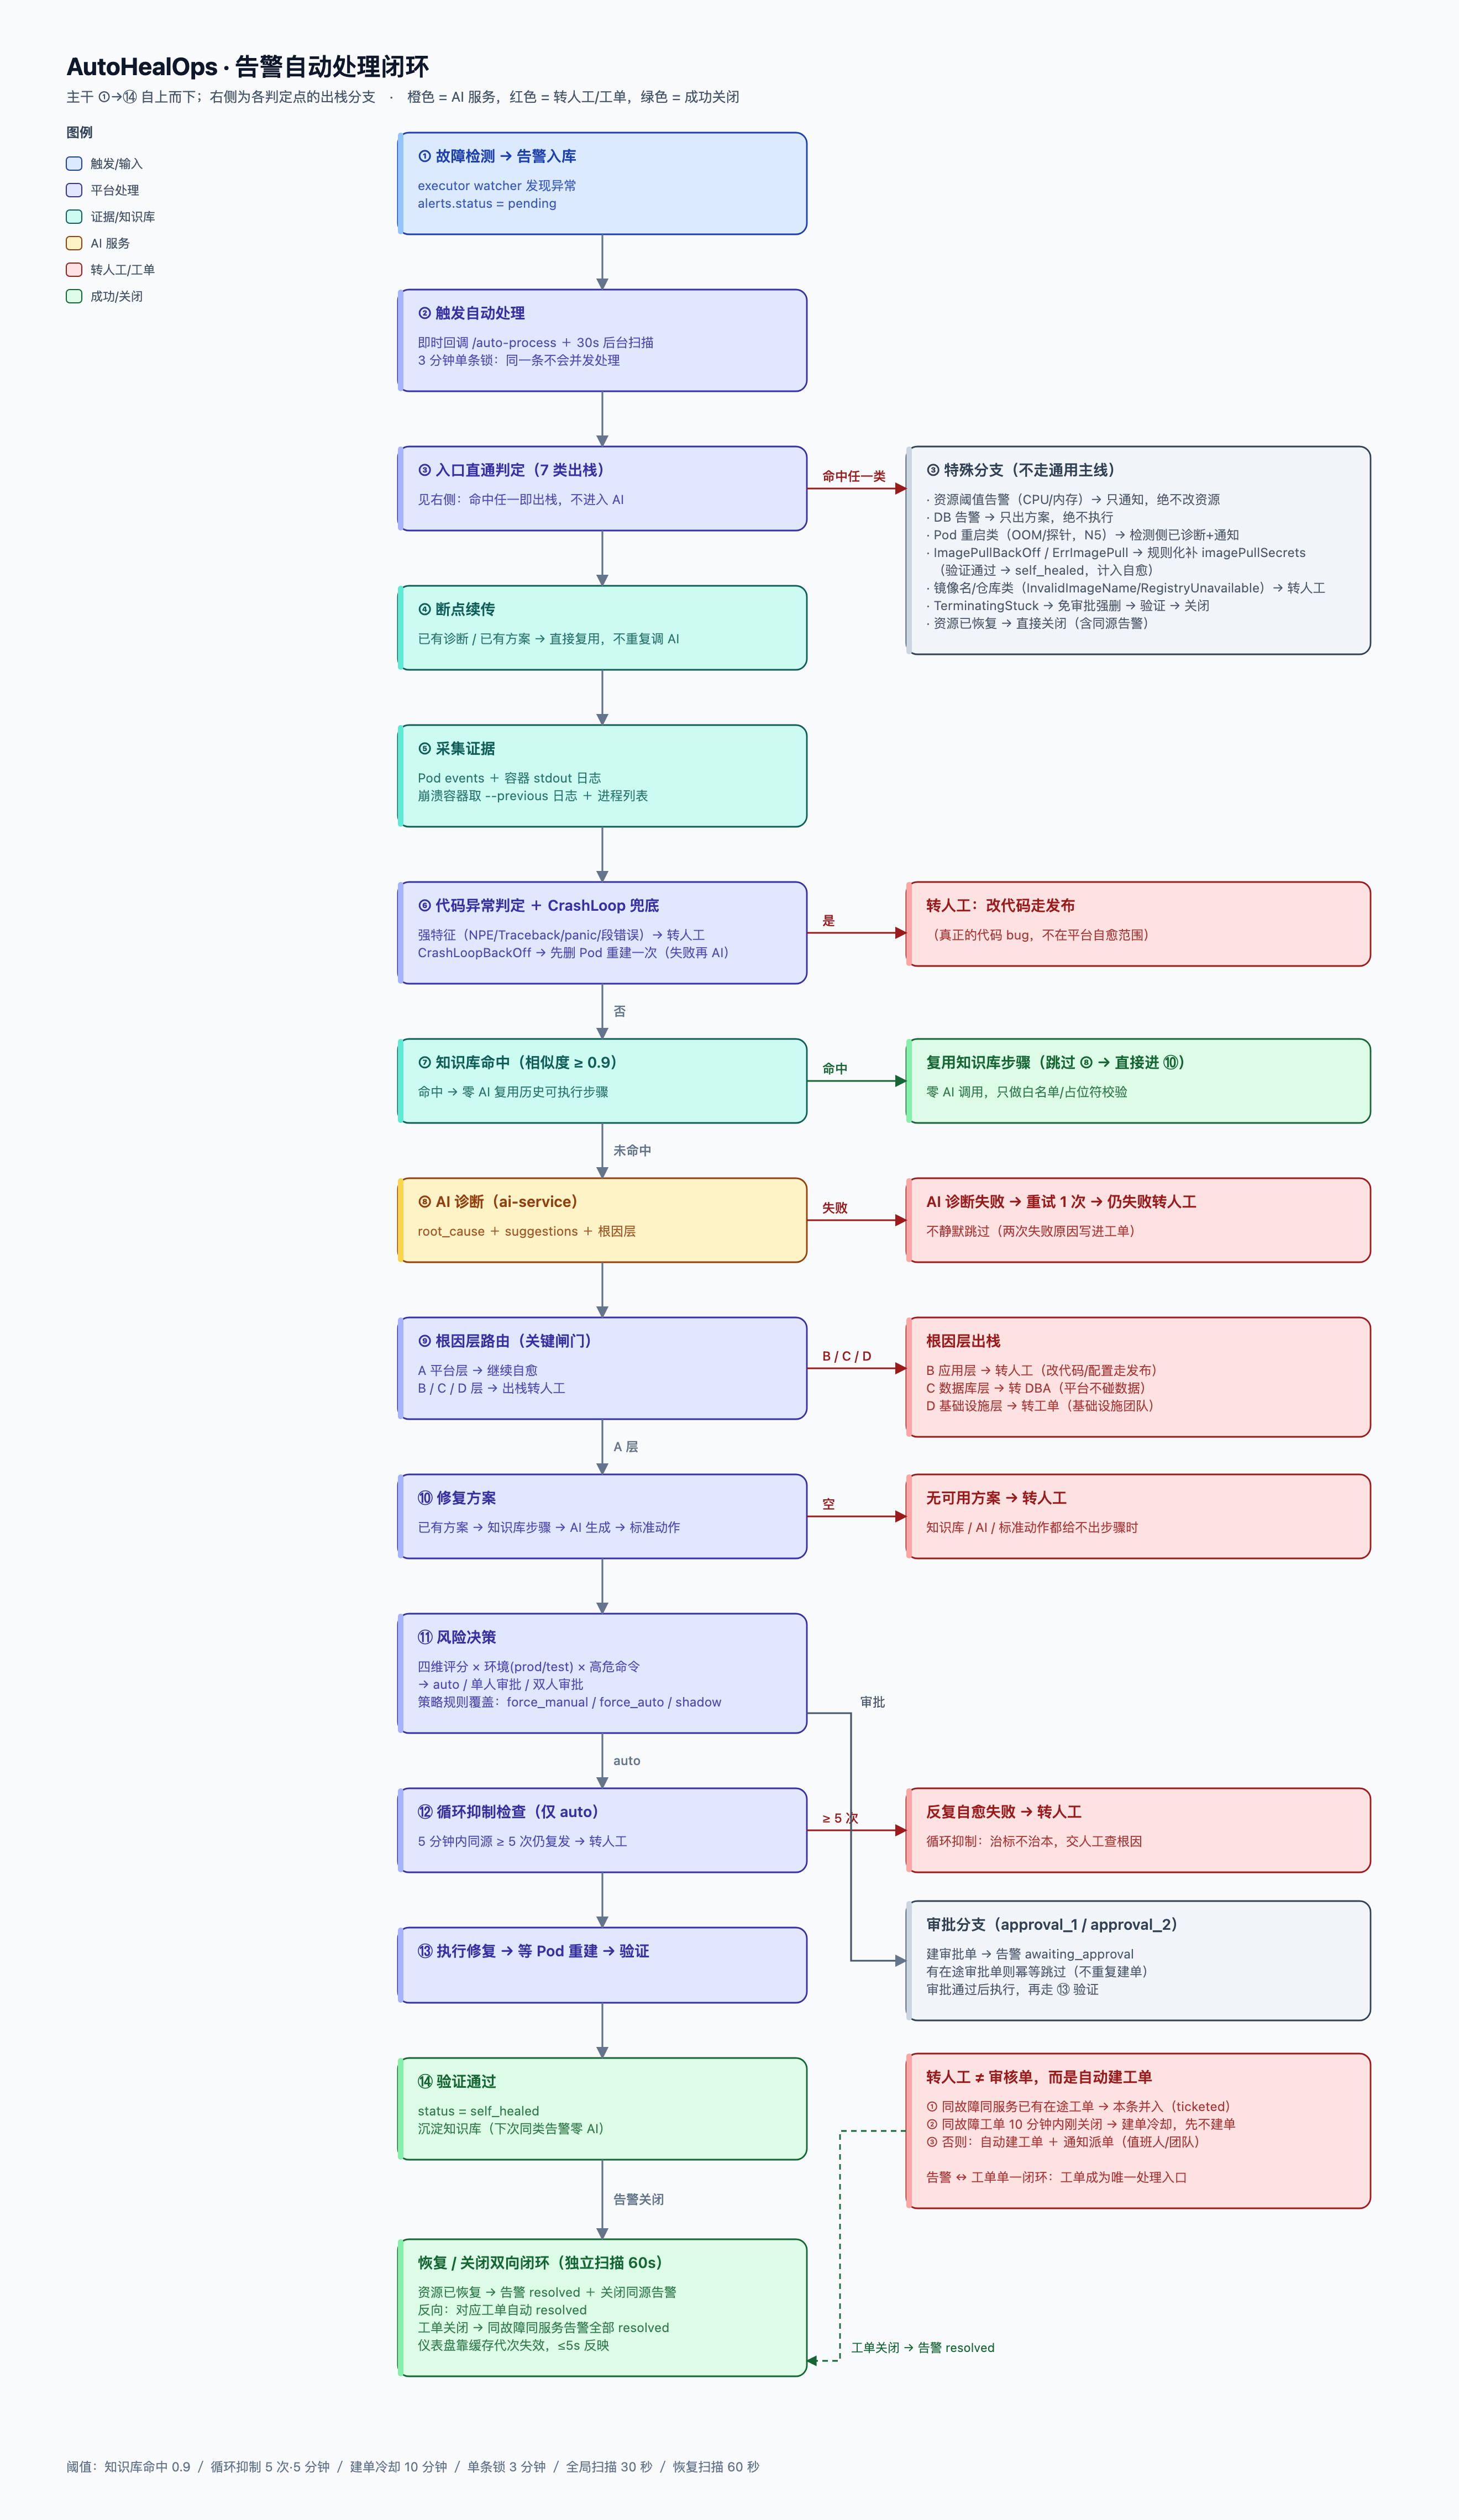 AutoHealOps · 告警自动处理闭环
主干 ①→⑭ 自上而下；右侧为各判定点的出栈分支 · 橙色 = AI 服务，红色 = 转人工/工单，绿色 = 成功关闭
图例
触发/输入
平台处理
证据/知识库
AI 服务
转人工/工单
成功/关闭
① 故障检测 → 告警入库
executor watcher 发现异常
alerts.status = pending
② 触发自动处理
即时回调 /auto-process ＋ 30s 后台扫描
3 分钟单条锁：同一条不会并发处理
③ 入口直通判定（7 类出栈）
见右侧：命中任一即出栈，不进入 AI
命中任一类
③ 特殊分支（不走通用主线）
· 资源阈值告警（CPU/内存）→ 只通知，绝不改资源
· DB 告警 → 只出方案，绝不执行
· Pod 重启类（OOM/探针，N5）→ 检测侧已诊断+通知
· ImagePullBackOff / ErrImagePull → 规则化补 imagePullSecrets
（验证通过 → self_healed，计入自愈）
· 镜像名/仓库类（InvalidImageName/RegistryUnavailable）→ 转人工
· TerminatingStuck → 免审批强删 → 验证 → 关闭
· 资源已恢复 → 直接关闭（含同源告警）
④ 断点续传
已有诊断 / 已有方案 → 直接复用，不重复调 AI
⑤ 采集证据
Pod events ＋ 容器 stdout 日志
崩溃容器取 --previous 日志 ＋ 进程列表
⑥ 代码异常判定 ＋ CrashLoop 兜底
强特征（NPE/Traceback/panic/段错误）→ 转人工
CrashLoopBackOff → 先删 Pod 重建一次（失败再 AI）
是
转人工：改代码走发布
（真正的代码 bug，不在平台自愈范围）
否
⑦ 知识库命中（相似度 ≥ 0.9）
命中 → 零 AI 复用历史可执行步骤
命中
复用知识库步骤（跳过 ⑧ → 直接进 ⑩）
零 AI 调用，只做白名单/占位符校验
未命中
⑧ AI 诊断（ai-service）
root_cause ＋ suggestions ＋ 根因层
失败
AI 诊断失败 → 重试 1 次 → 仍失败转人工
不静默跳过（两次失败原因写进工单）
⑨ 根因层路由（关键闸门）
A 平台层 → 继续自愈
B / C / D 层 → 出栈转人工
B / C / D
根因层出栈
B 应用层 → 转人工（改代码/配置走发布）
C 数据库层 → 转 DBA（平台不碰数据）
D 基础设施层 → 转工单（基础设施团队）
A 层
⑩ 修复方案
已有方案 → 知识库步骤 → AI 生成 → 标准动作
空
无可用方案 → 转人工
知识库 / AI / 标准动作都给不出步骤时
⑪ 风险决策
四维评分 × 环境(prod/test) × 高危命令
→ auto / 单人审批 / 双人审批
策略规则覆盖：force_manual / force_auto / shadow
审批
auto
⑫ 循环抑制检查（仅 auto）
5 分钟内同源 ≥ 5 次仍复发 → 转人工
≥ 5 次
反复自愈失败 → 转人工
循环抑制：治标不治本，交人工查根因
⑬ 执行修复 → 等 Pod 重建 → 验证
审批分支（approval_1 / approval_2）
建审批单 → 告警 awaiting_approval
有在途审批单则幂等跳过（不重复建单）
审批通过后执行，再走 ⑬ 验证
⑭ 验证通过
status = self_healed
沉淀知识库（下次同类告警零 AI）
转人工 ≠ 审核单，而是自动建工单
① 同故障同服务已有在途工单 → 本条并入（ticketed）
② 同故障工单 10 分钟内刚关闭 → 建单冷却，先不建单
③ 否则：自动建工单 ＋ 通知派单（值班人/团队）
告警 ↔ 工单单一闭环：工单成为唯一处理入口
告警关闭
恢复 / 关闭双向闭环（独立扫描 60s）
资源已恢复 → 告警 resolved ＋ 关闭同源告警
反向：对应工单自动 resolved
工单关闭 → 同故障同服务告警全部 resolved
仪表盘靠缓存代次失效，≤5s 反映
工单关闭 → 告警 resolved
阈值：知识库命中 0.9 / 循环抑制 5 次·5 分钟 / 建单冷却 10 分钟 / 单条锁 3 分钟 / 全局扫描 30 秒 / 恢复扫描 60 秒